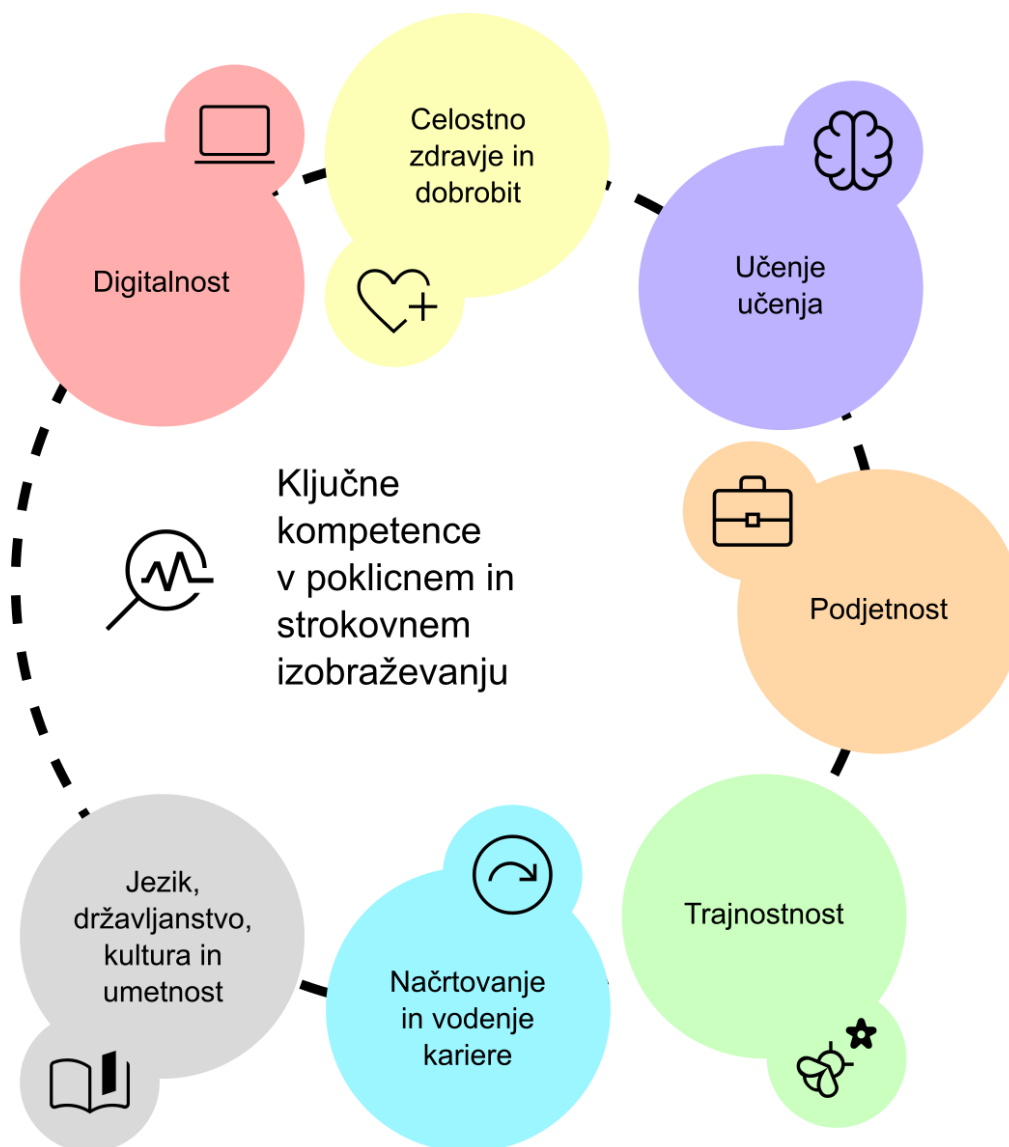 Celostno
zdravje in
dobrobit
Digitalnost
Učenje
učenja
Ključne
kompetence
v poklicnem in
strokovnem
izobraževanju
Podjetnost
Trajnostnost
Jezik,
državljanstvo,
kultura in
umetnost
Načrtovanje
in vodenje
kariere